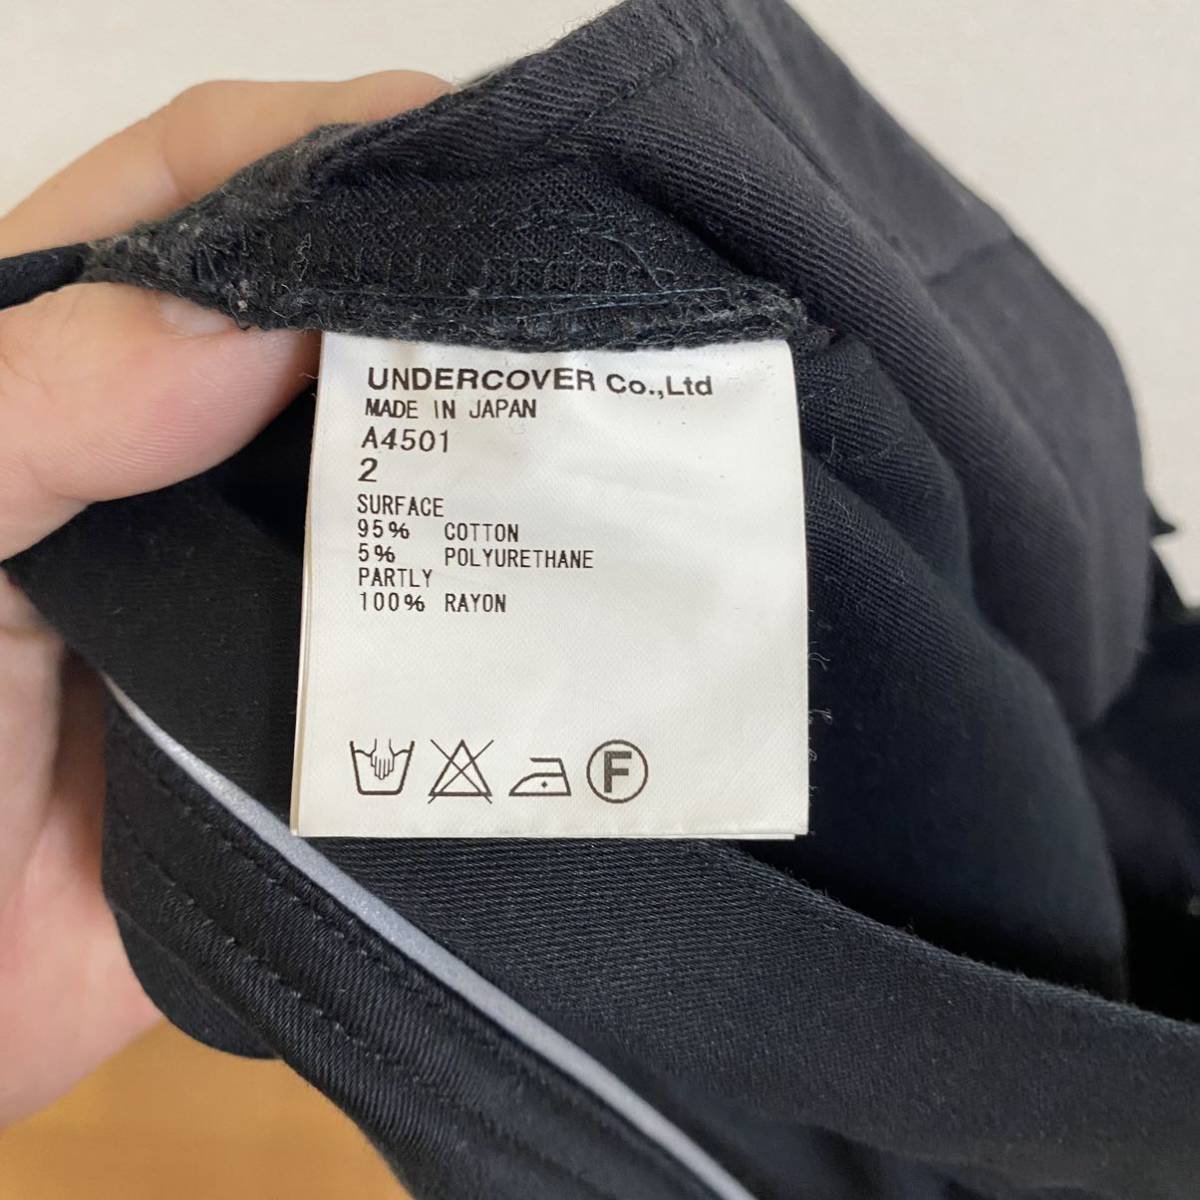 UNDERCOVER Co.,Ltd
MADE IN JAPAN
A4501
2
SURFACE
95% COTTON
5% POLYURETHANE
PARTLY
100% RAYON
F